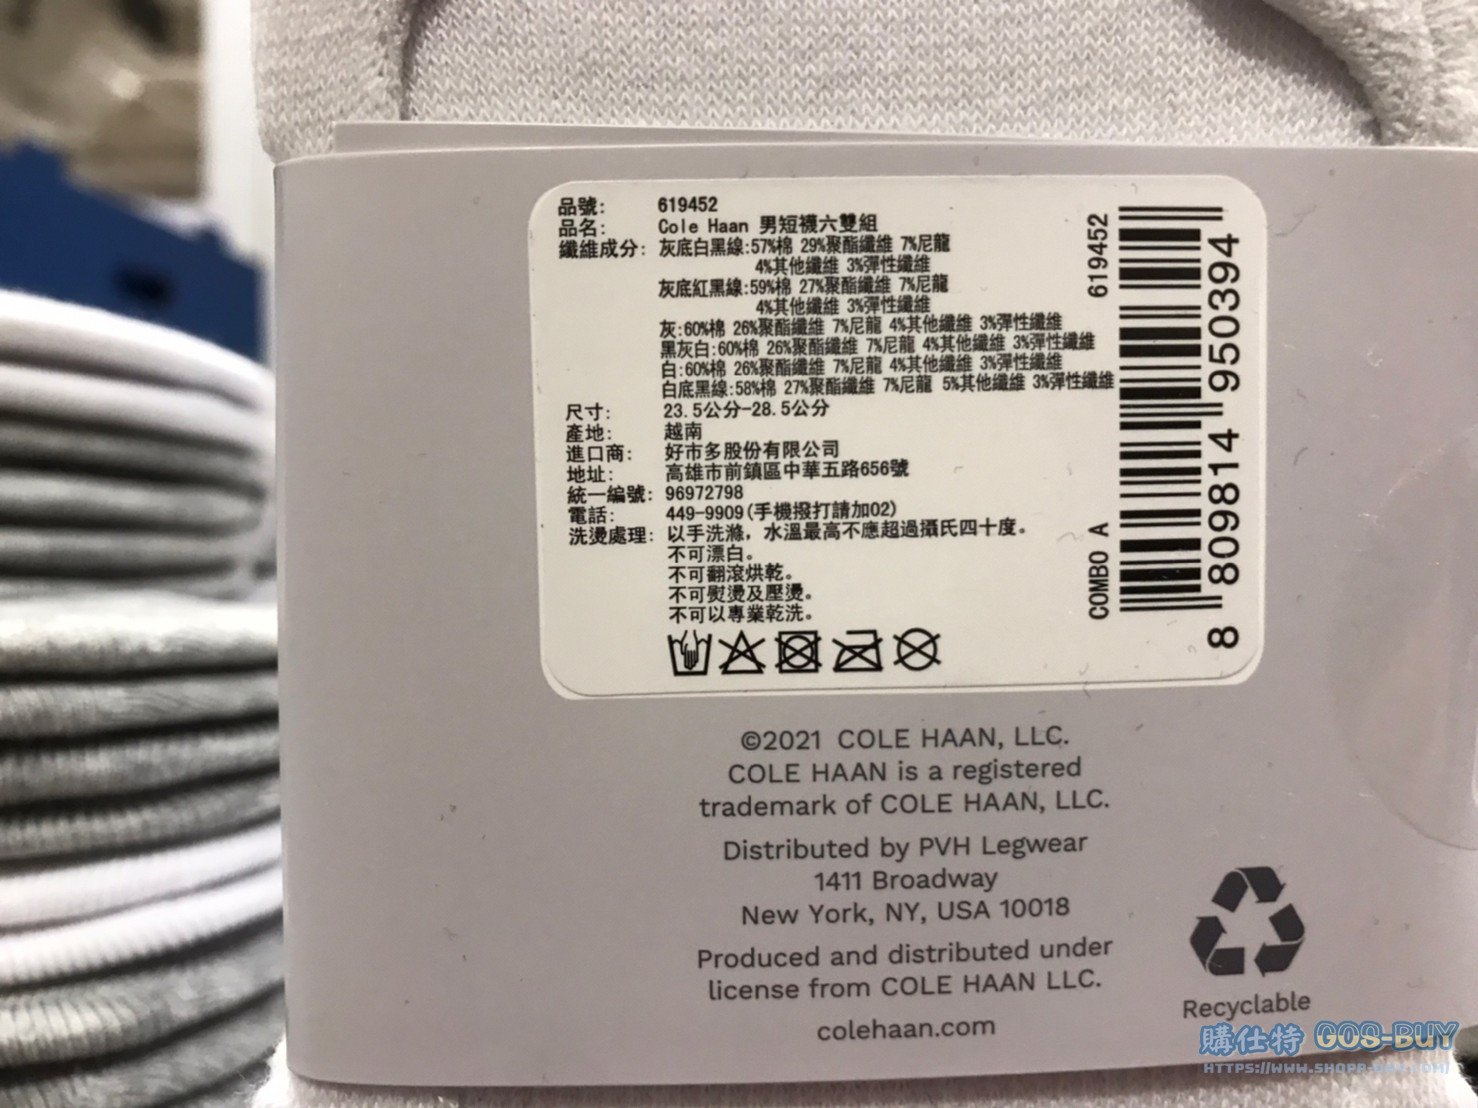 品號: 619452
品名: Cole Haan 男短襪六雙組
纖維成分: 灰底白黑線:57%棉 29%聚酯纖維 7%尼龍
4%其他纖維 3%彈性纖維
灰底紅黑線:59%棉 27%聚酯纖維 7%尼龍
4%其他纖維 3%彈性纖維
灰:60%棉 26%聚酯纖維 7%尼龍 4%其他纖維 3%彈性纖維
黑灰白:60%棉 26%聚酯纖維 7%尼龍 4%其他纖維 3%彈性纖維
白:60%棉 26%聚酯纖維 7%尼龍 4%其他纖維 3%彈性纖維
白底黑線:58%棉 27%聚酯纖維 7%尼龍 5%其他纖維 3%彈性纖維
尺寸: 23.5公分-28.5公分
產地: 越南
進口商: 好市多股份有限公司
地址: 高雄市前鎮區中華五路656號
統一編號: 96972798
電話: 449-9909(手機撥打請加02)
洗燙處理: 以手洗滌，水溫最高不應超過攝氏四十度。
不可漂白。
不可翻滾烘乾。
不可熨燙及壓燙。
不可以專業乾洗。
619452
COMBO A
8 809814 950394
©2021 COLE HAAN, LLC.
COLE HAAN is a registered
trademark of COLE HAAN, LLC.
Distributed by PVH Legwear
1411 Broadway
New York, NY, USA 10018
Produced and distributed under
license from COLE HAAN LLC.
colehaan.com
Recyclable
購仕特 GOS-BUY